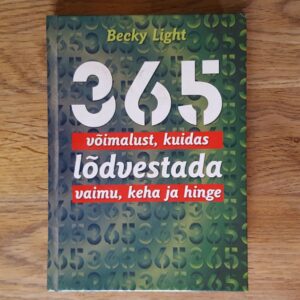 Becky Light
365
võimalust, kuidas
lõdvestada
vaimu, keha ja hinge